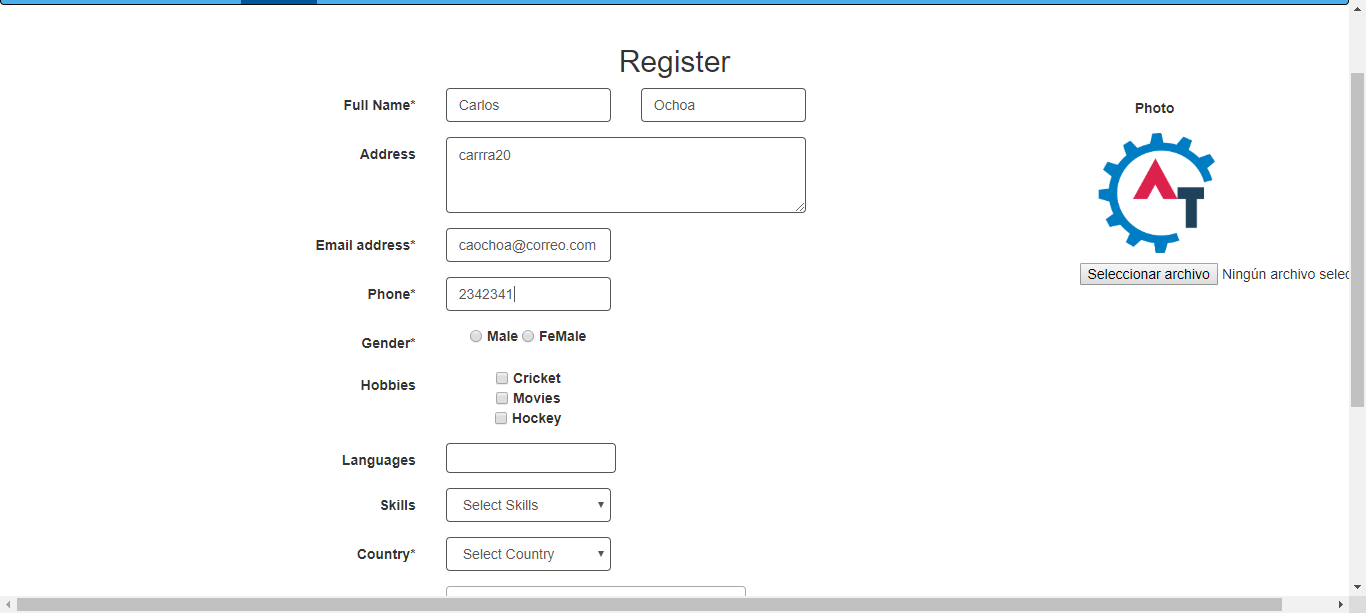 Register
Full Name* Carlos Ochoa
Photo
Address carrra20
AT
Email address* caochoa@correo.com
Seleccionar archivo Ningún archivo selec
Phone* 2342341
Gender* Male FeMale
Hobbies Cricket
Movies
Hockey
Languages
Skills Select Skills
Country* Select Country